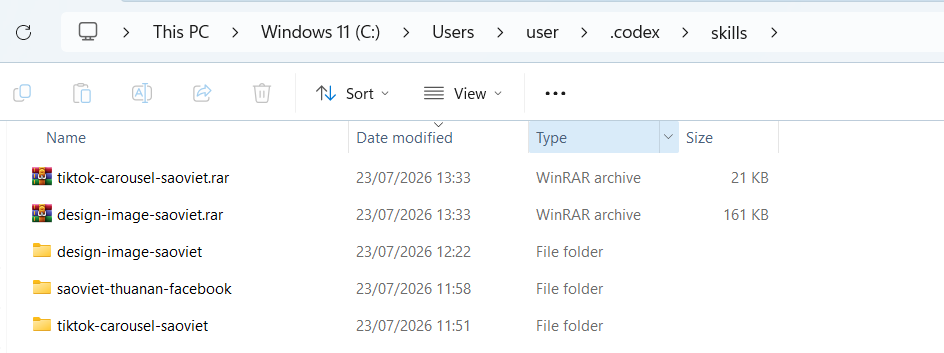 This PC > Windows 11 (C:) > Users > user > .codex > skills >
Sort View
Name Date modified Type Size
tiktok-carousel-saoviet.rar 23/07/2026 13:33 WinRAR archive 21 KB
design-image-saoviet.rar 23/07/2026 13:33 WinRAR archive 161 KB
design-image-saoviet 23/07/2026 12:22 File folder
saoviet-thuanan-facebook 23/07/2026 11:58 File folder
tiktok-carousel-saoviet 23/07/2026 11:51 File folder